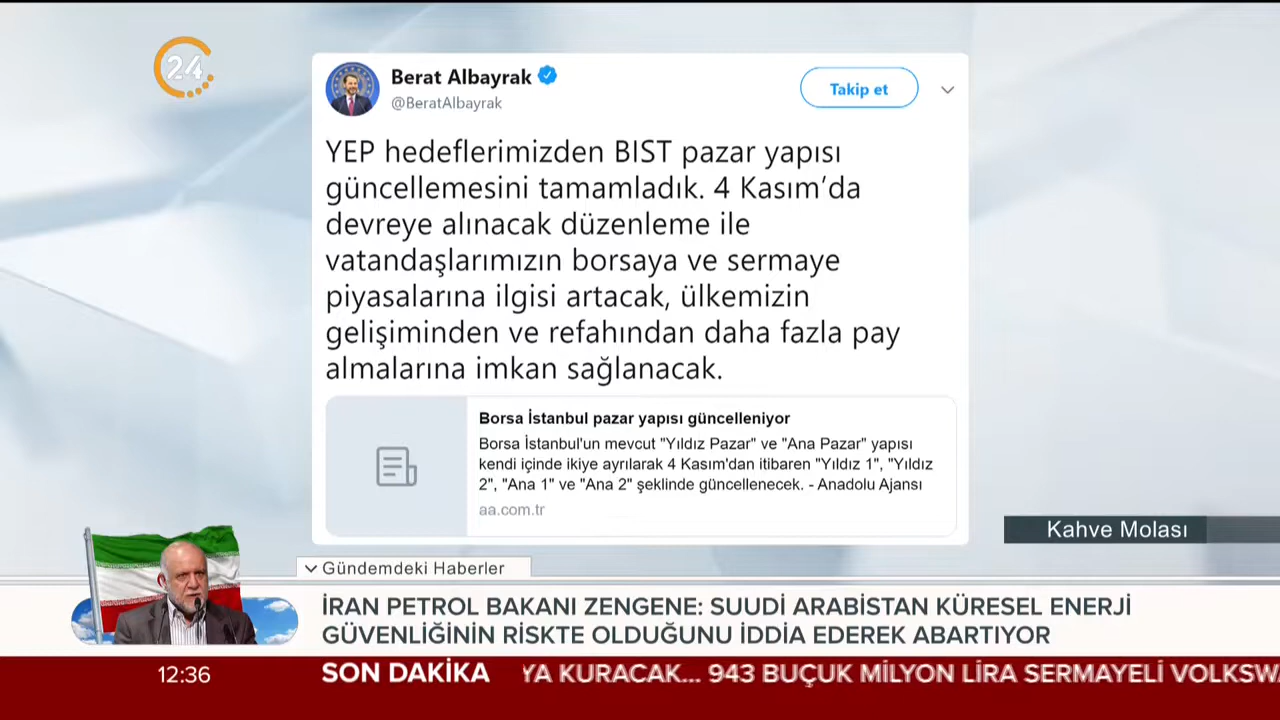 24
Berat Albayrak
@BeratAlbayrak
Takip et
YEP hedeflerimizden BIST pazar yapısı
güncellemesini tamamladık. 4 Kasım’da
devreye alınacak düzenleme ile
vatandaşlarımızın borsaya ve sermaye
piyasalarına ilgisi artacak, ülkemizin
gelişiminden ve refahından daha fazla pay
almalarına imkan sağlanacak.
Borsa İstanbul pazar yapısı güncelleniyor
Borsa İstanbul'un mevcut "Yıldız Pazar" ve "Ana Pazar" yapısı
kendi içinde ikiye ayrılarak 4 Kasım'dan itibaren "Yıldız 1", "Yıldız
2", "Ana 1" ve "Ana 2" şeklinde güncellenecek. - Anadolu Ajansı
aa.com.tr
Kahve Molası
Gündemdeki Haberler
İRAN PETROL BAKANI ZENGENE: SUUDİ ARABİSTAN KÜRESEL ENERJİ
GÜVENLİĞİNİN RİSKTE OLDUĞUNU İDDİA EDEREK ABARTIYOR
12:36 SON DAKİKA YA KURACAK... 943 BUÇUK MİLYON LİRA SERMAYELİ VOLKSWA